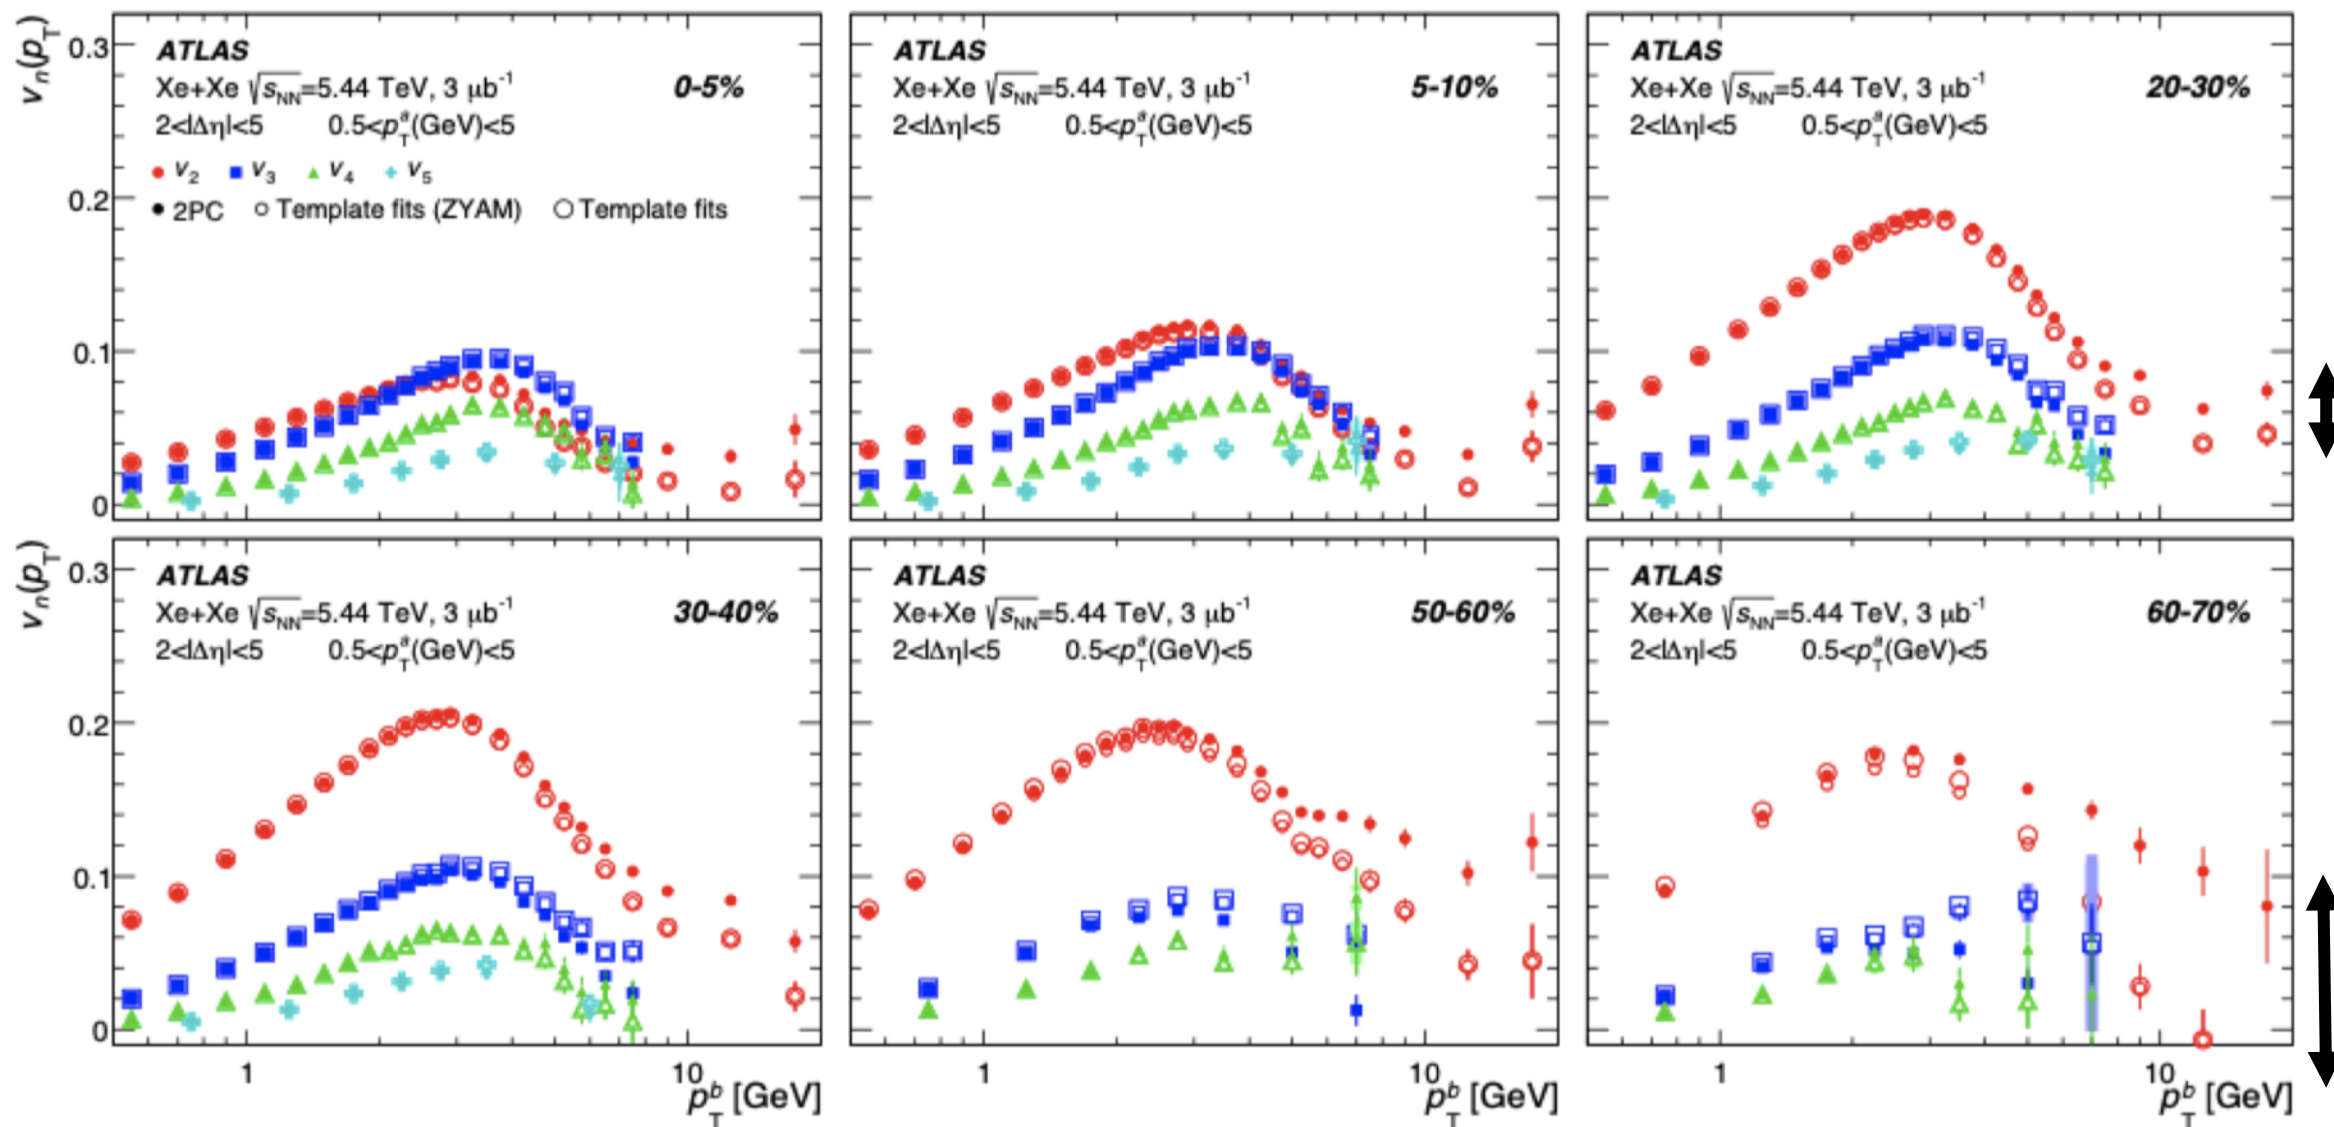 vn(pT)
0.3
0.2
0.1
0
ATLAS
Xe+Xe √sNN=5.44 TeV, 3 μb-1
0-5%
2<|Δη|<5 0.5<pTa(GeV)<5
v2 v3 v4 v5
2PC Template fits (ZYAM) Template fits
ATLAS
Xe+Xe √sNN=5.44 TeV, 3 μb-1
5-10%
2<|Δη|<5 0.5<pTa(GeV)<5
ATLAS
Xe+Xe √sNN=5.44 TeV, 3 μb-1
20-30%
2<|Δη|<5 0.5<pTa(GeV)<5
vn(pT)
0.3
0.2
0.1
0
ATLAS
Xe+Xe √sNN=5.44 TeV, 3 μb-1
30-40%
2<|Δη|<5 0.5<pTa(GeV)<5
1 10
pTb [GeV]
ATLAS
Xe+Xe √sNN=5.44 TeV, 3 μb-1
50-60%
2<|Δη|<5 0.5<pTa(GeV)<5
1 10
pTb [GeV]
ATLAS
Xe+Xe √sNN=5.44 TeV, 3 μb-1
60-70%
2<|Δη|<5 0.5<pTa(GeV)<5
1 10
pTb [GeV]